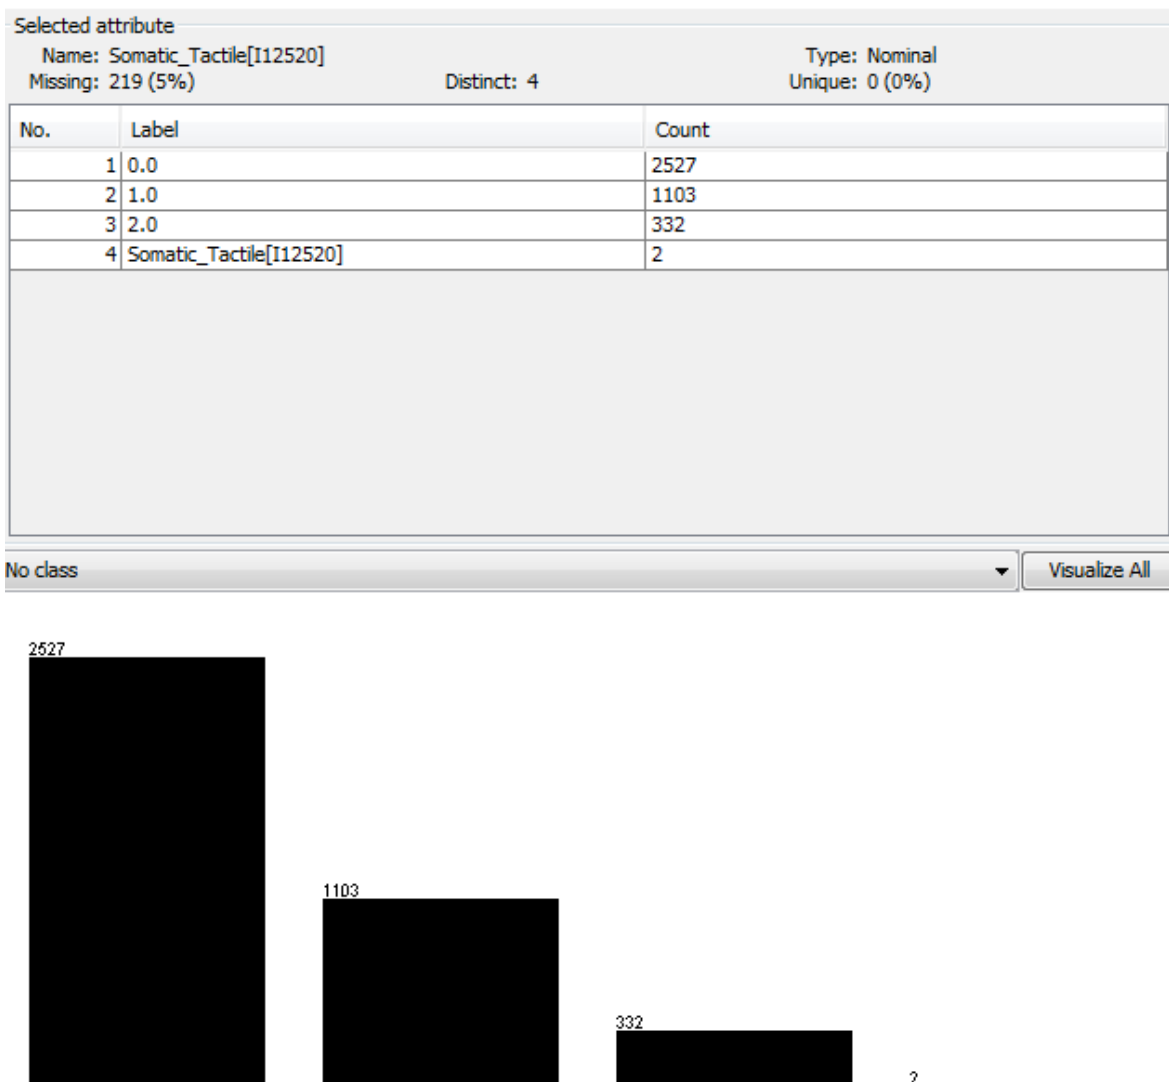 Selected attribute
Name: Somatic_Tactile[I12520] Type: Nominal
Missing: 219 (5%) Distinct: 4 Unique: 0 (0%)
No. Label Count
1 0.0 2527
2 1.0 1103
3 2.0 332
4 Somatic_Tactile[I12520] 2
No class Visualize All
2527
1103
332
2